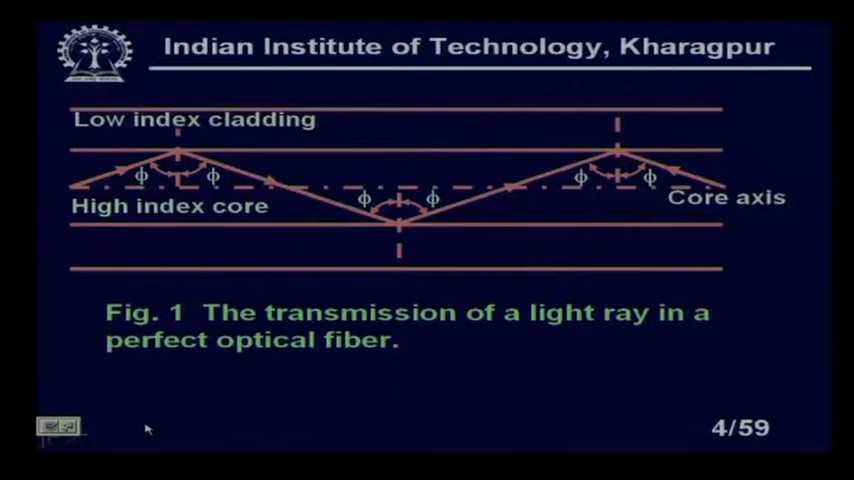 Indian Institute of Technology, Kharagpur
Low index cladding
ϕ ϕ ϕ ϕ ϕ ϕ
High index core
Core axis
Fig. 1 The transmission of a light ray in a
perfect optical fiber.
4/59